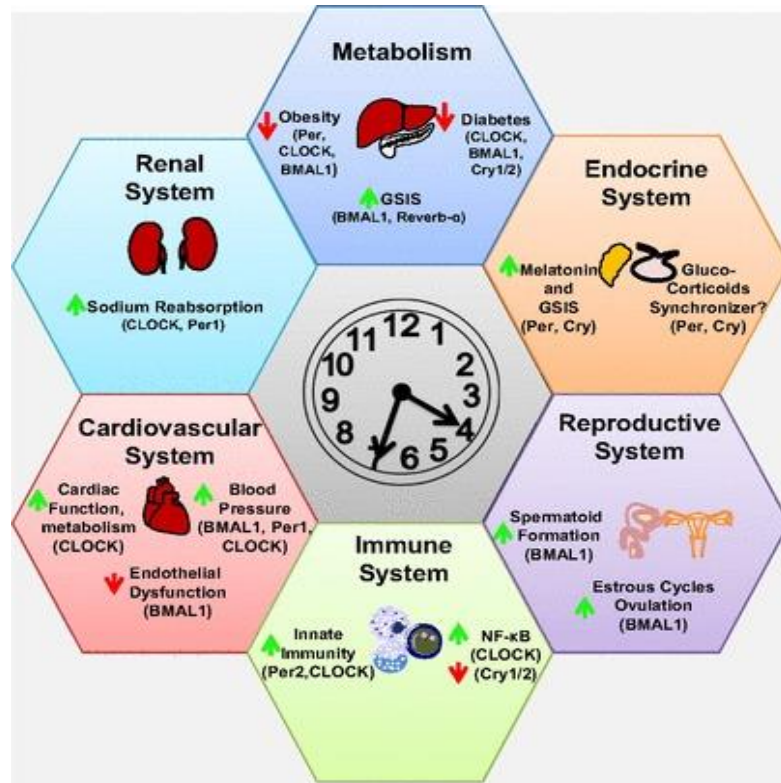 Metabolism
Obesity
(Per,
CLOCK,
BMAL1)
Diabetes
(CLOCK,
BMAL1,
Cry1/2)
GSIS
(BMAL1, Reverb-α)
Renal
System
Sodium Reabsorption
(CLOCK, Per1)
Endocrine
System
Melatonin
and
GSIS
(Per, Cry)
Gluco-
Corticoids
Synchronizer?
(Per, Cry)
12
1
2
3
4
5
6
8
9
10
11
Cardiovascular
System
Cardiac
Function,
metabolism
(CLOCK)
Blood
Pressure
(BMAL1, Per1,
CLOCK)
Endothelial
Dysfunction
(BMAL1)
Reproductive
System
Spermatoid
Formation
(BMAL1)
Estrous Cycles
Ovulation
(BMAL1)
Immune
System
Innate
Immunity
(Per2,CLOCK)
NF-κB
(CLOCK)
(Cry1/2)